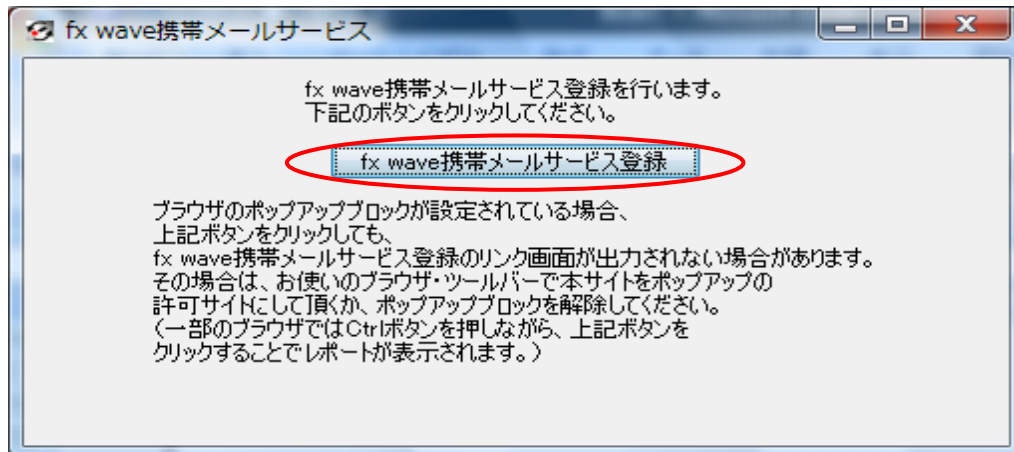 fx wave携帯メールサービス
fx wave携帯メールサービス登録を行います。
下記のボタンをクリックしてください。
fx wave携帯メールサービス登録
ブラウザのポップアップブロックが設定されている場合、
上記ボタンをクリックしても、
fx wave携帯メールサービス登録のリンク画面が出力されない場合があります。
その場合は、お使いのブラウザ・ツールバーで本サイトをポップアップの
許可サイトにして頂くか、ポップアップブロックを解除してください。
（一部のブラウザではCtrlボタンを押しながら、上記ボタンを
クリックすることでレポートが表示されます。）